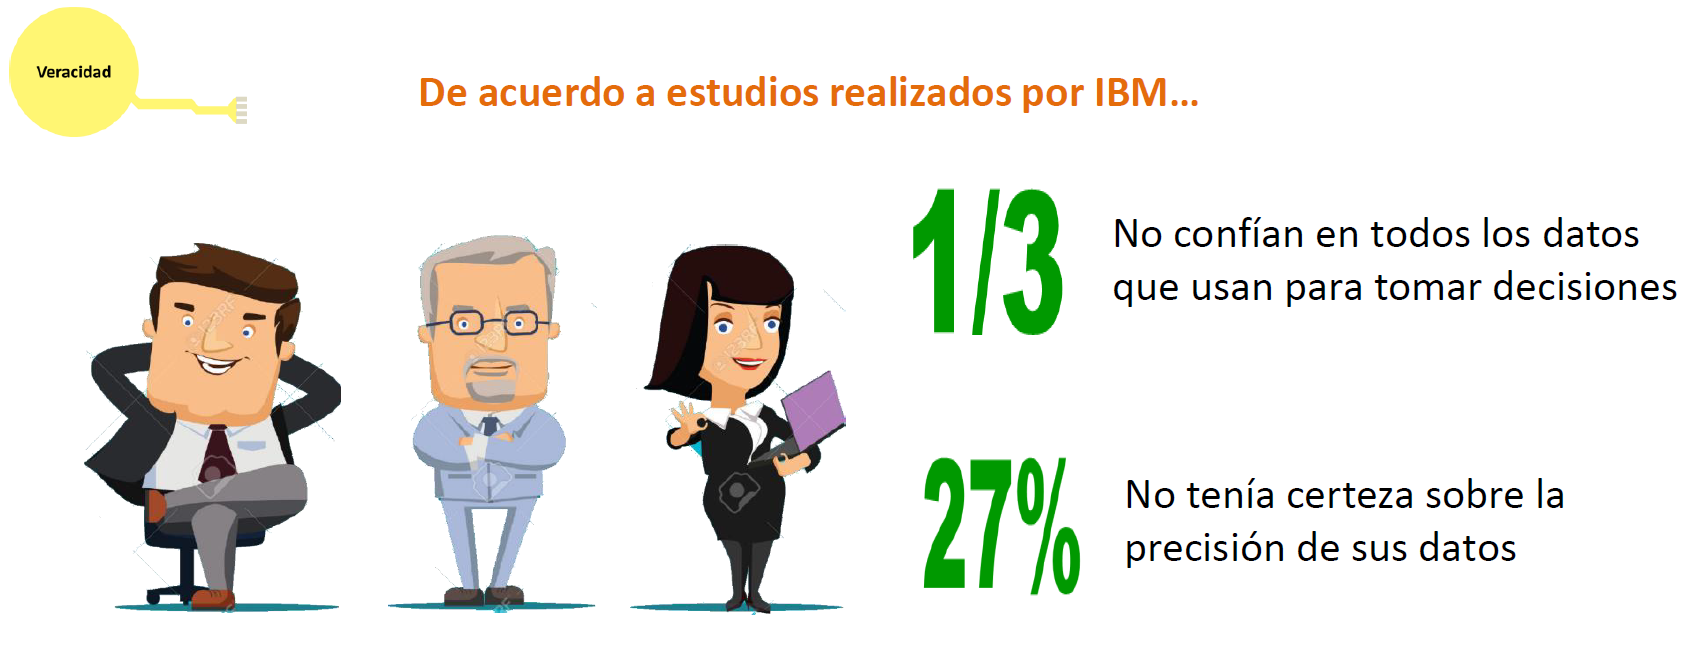 Veracidad
De acuerdo a estudios realizados por IBM...
1/3
No confían en todos los datos
que usan para tomar decisiones
27%
No tenía certeza sobre la
precisión de sus datos